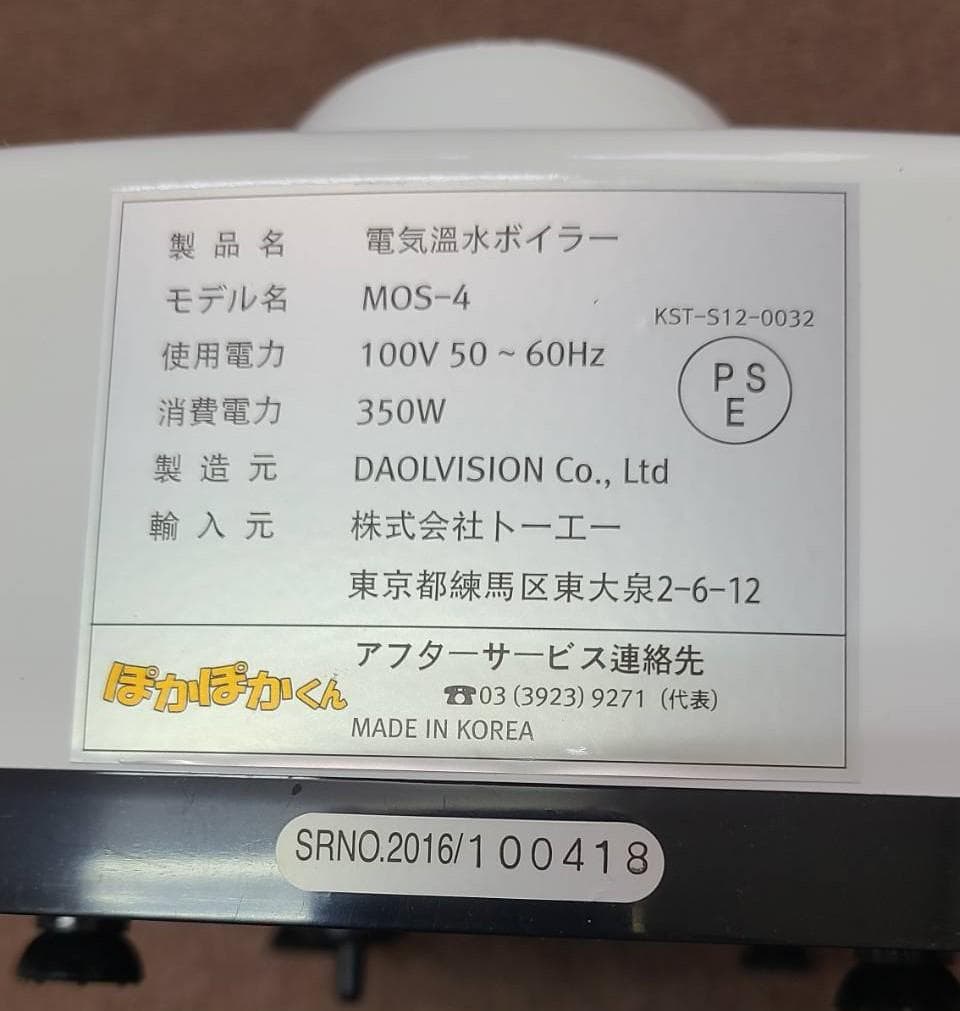 製品名 電気溫水ボイラー
モデル名 MOS-4
KST-S12-0032
使用電力 100V 50 ~ 60Hz
PS
E
消費電力 350W
製造元 DAOLVISION Co., Ltd
輸入元 株式会社トーエー
東京都練馬区東大泉2-6-12
アフターサービス連絡先
ぽかぽかくん ☎03 (3923) 9271 (代表)
MADE IN KOREA
SRNO.2016/100418